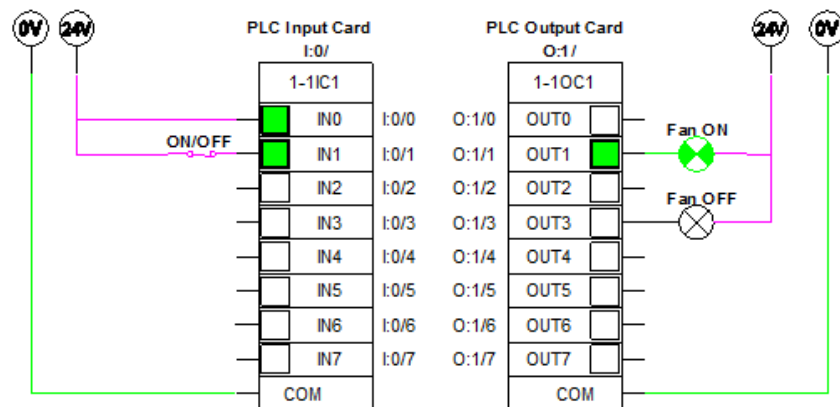 0V 24V PLC Input Card PLC Output Card 24V 0V
I:0/ O:1/
1-1IC1 1-1OC1
IN0 I:0/0 O:1/0 OUT0
Fan ON
ON/OFF IN1 I:0/1 O:1/1 OUT1
IN2 I:0/2 O:1/2 OUT2
Fan OFF
IN3 I:0/3 O:1/3 OUT3
IN4 I:0/4 O:1/4 OUT4
IN5 I:0/5 O:1/5 OUT5
IN6 I:0/6 O:1/6 OUT6
IN7 I:0/7 O:1/7 OUT7
COM COM